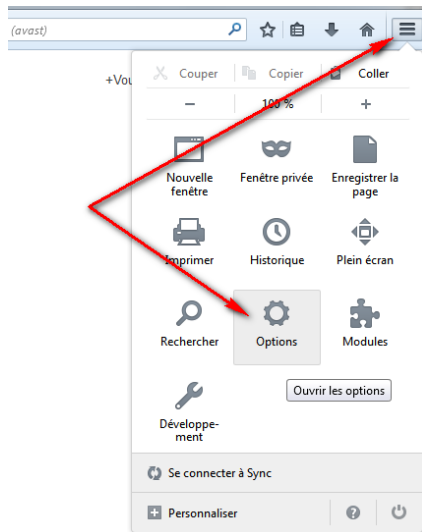 (avast)
+Vou
Couper
Copier
Coller
100 %
Nouvelle
fenêtre
Fenêtre privée
Enregistrer la
page
Imprimer
Historique
Plein écran
Rechercher
Options
Modules
Ouvrir les options
Développe-
ment
Se connecter à Sync
Personnaliser